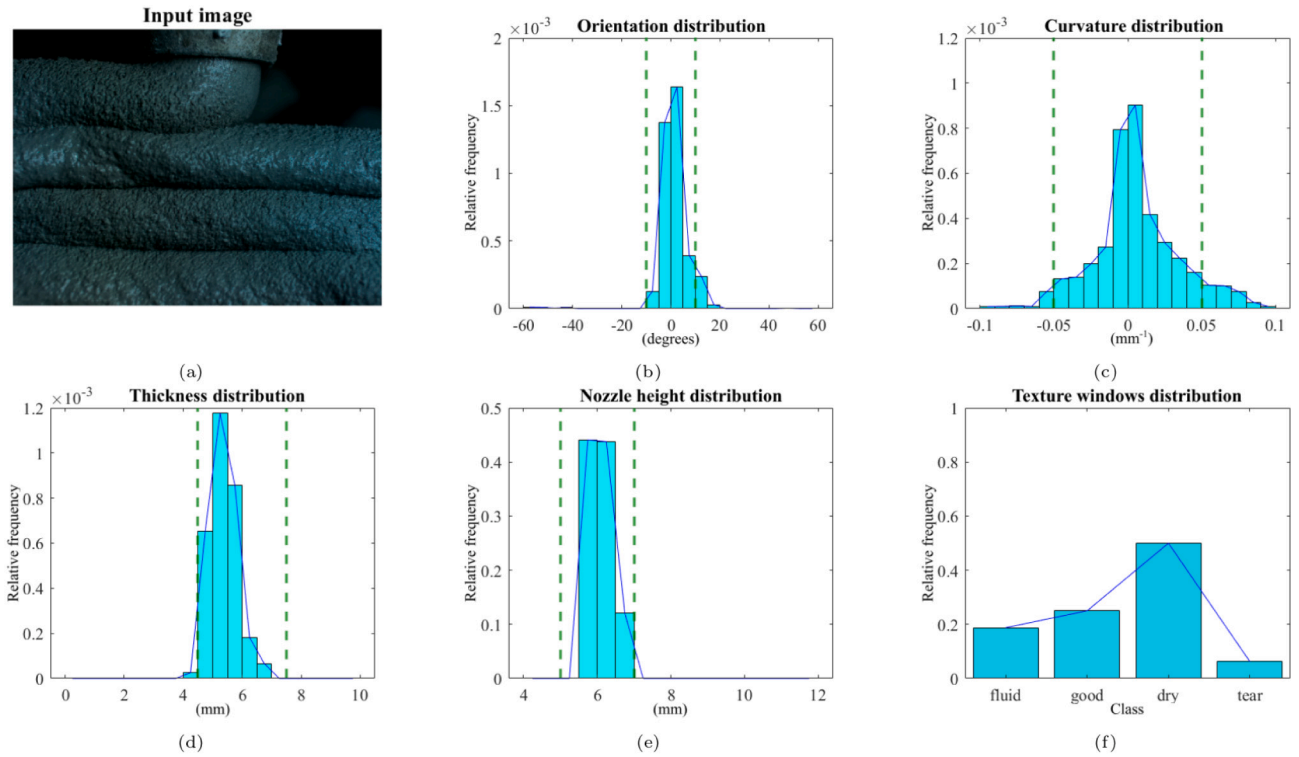 Input image
(a)
Orientation distribution
×10⁻³
Relative frequency
2
1.5
1
0.5
0
-60 -40 -20 0 20 40 60
(degrees)
(b)
Curvature distribution
×10⁻³
Relative frequency
1.2
1
0.8
0.6
0.4
0.2
0
-0.1 -0.05 0 0.05 0.1
(mm⁻¹)
(c)
Thickness distribution
×10⁻³
Relative frequency
1.2
1
0.8
0.6
0.4
0.2
0
0 2 4 6 8 10
(mm)
(d)
Nozzle height distribution
Relative frequency
0.5
0.4
0.3
0.2
0.1
0
4 6 8 10 12
(mm)
(e)
Texture windows distribution
Relative frequency
1
0.8
0.6
0.4
0.2
0
fluid good dry tear
Class
(f)